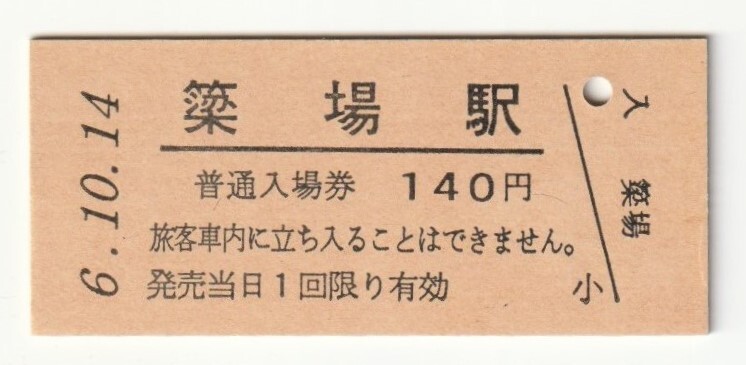 6.10.14
簗場駅
普通入場券 140円
旅客車内に立ち入ることはできません。
発売当日1回限り有効
小
入
簗場